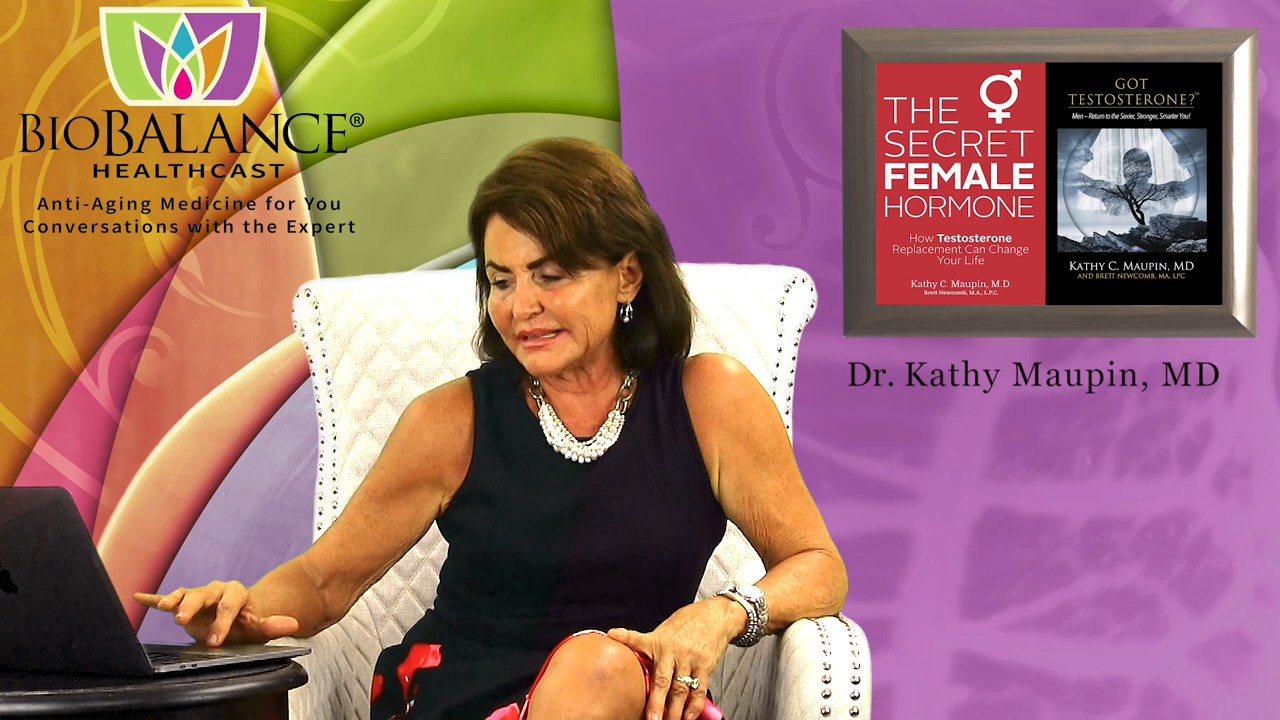 BIOBALANCE®
HEALTHCAST
Anti-Aging Medicine for You
Conversations with the Expert
THE
SECRET
FEMALE
HORMONE
How Testosterone
Replacement Can Change
Your Life
Kathy C. Maupin, M.D.
Brett Newcomb, M.A., L.P.C.
GOT
TESTOSTERONE?™
Men – Return to the Sexier, Stronger, Smarter You!
KATHY C. MAUPIN, MD
AND BRETT NEWCOMB, MA, LPC
Dr. Kathy Maupin, MD